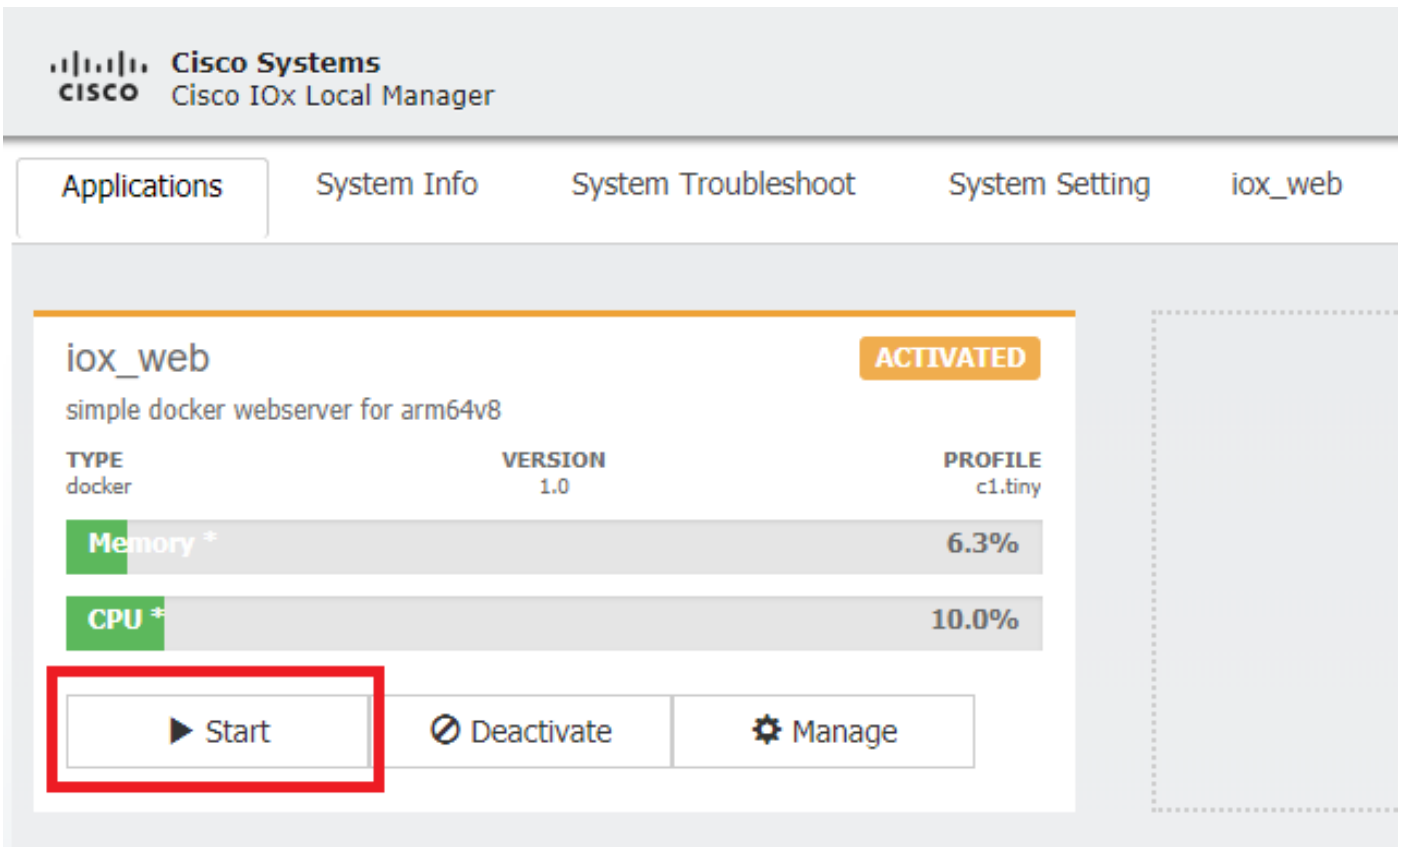 Cisco Systems
CISCO
Cisco IOx Local Manager
Applications System Info System Troubleshoot System Setting iox_web
iox_web ACTIVATED
simple docker webserver for arm64v8
TYPE VERSION PROFILE
docker 1.0 c1.tiny
Memory * 6.3%
CPU * 10.0%
Start Deactivate Manage